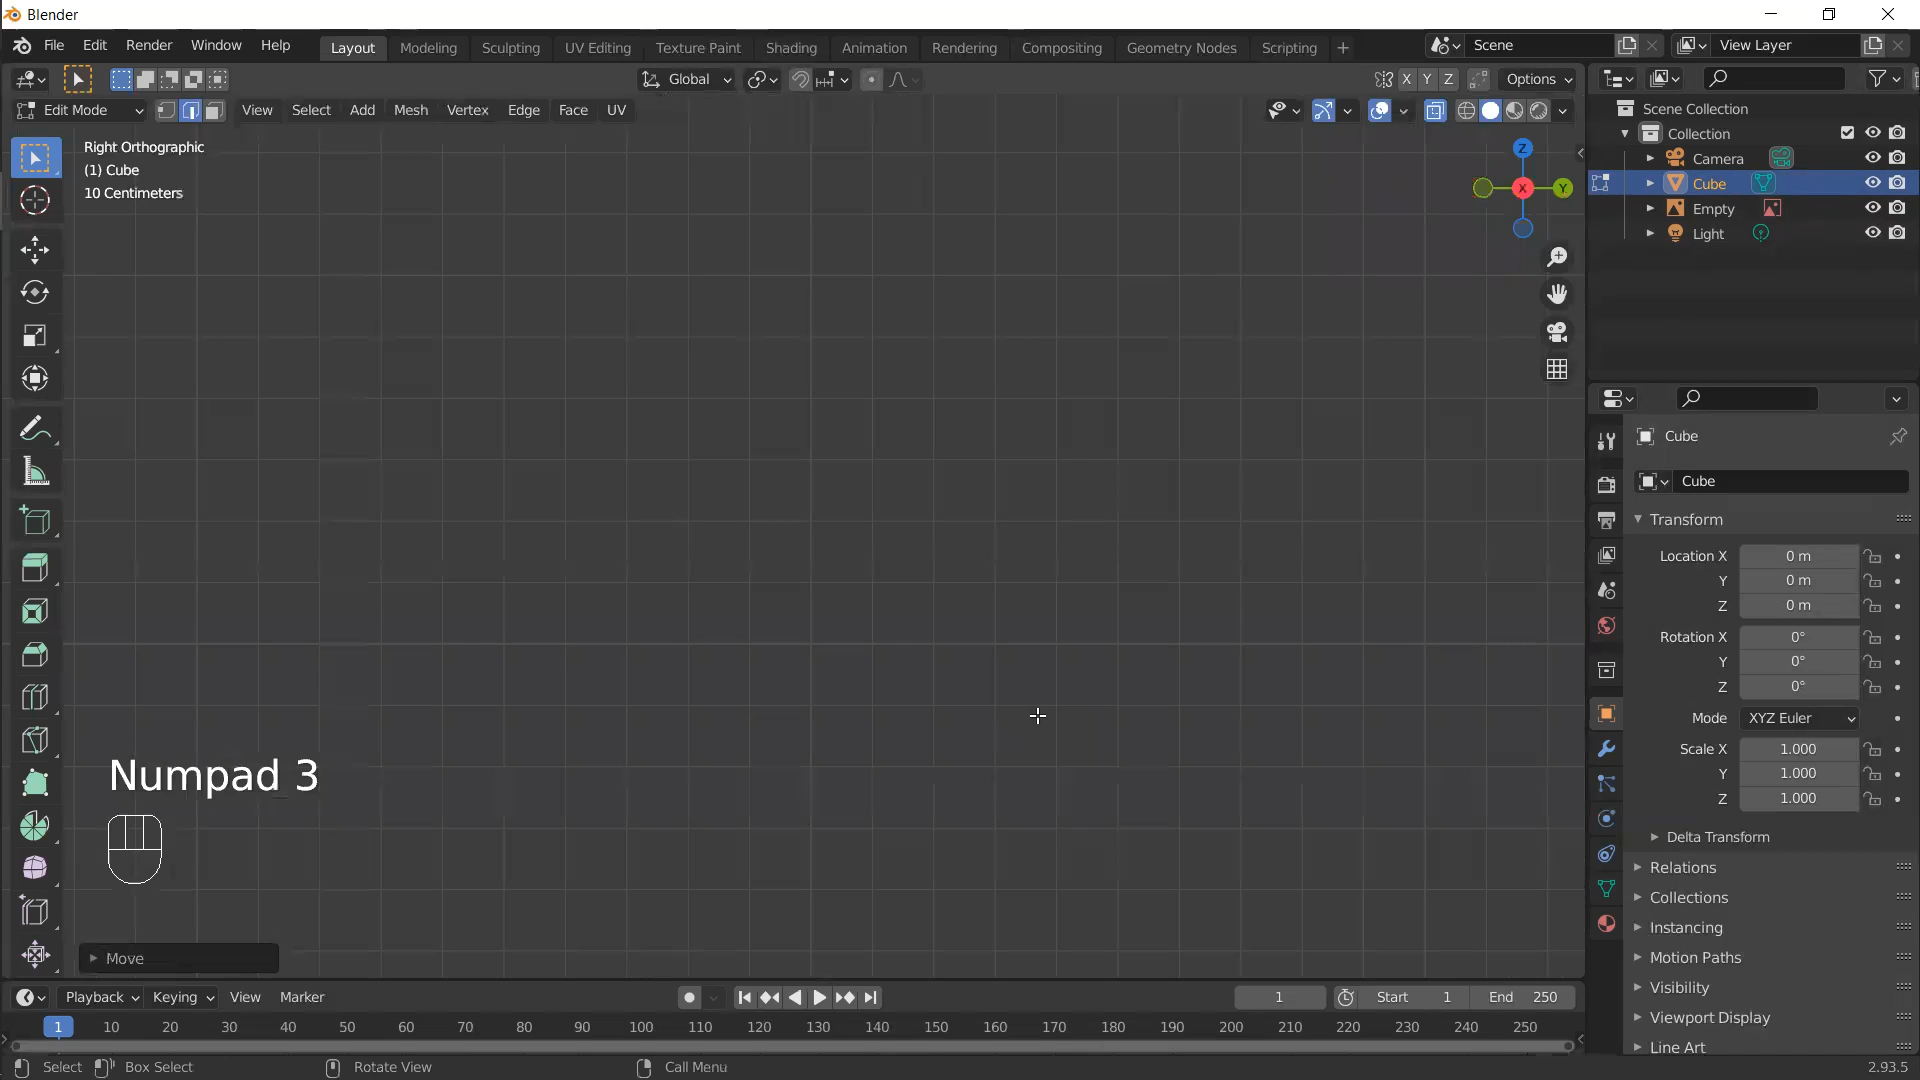 Blender
File Edit Render Window Help Layout Modeling Sculpting UV Editing Texture Paint Shading Animation Rendering Compositing Geometry Nodes Scripting + Scene View Layer
Global X Y Z Options
Edit Mode View Select Add Mesh Vertex Edge Face UV
Right Orthographic
(1) Cube
10 Centimeters
Z
X Y
Scene Collection
Collection
Camera
Cube
Empty
Light
Cube
Cube
Transform
Location X 0 m
Y 0 m
Z 0 m
Rotation X 0°
Y 0°
Z 0°
Mode XYZ Euler
Scale X 1.000
Y 1.000
Z 1.000
Delta Transform
Relations
Collections
Instancing
Motion Paths
Visibility
Viewport Display
Line Art
Numpad 3
Move
Playback Keying View Marker 1 Start 1 End 250
1 10 20 30 40 50 60 70 80 90 100 110 120 130 140 150 160 170 180 190 200 210 220 230 240 250
Select Box Select Rotate View Call Menu 2.93.5